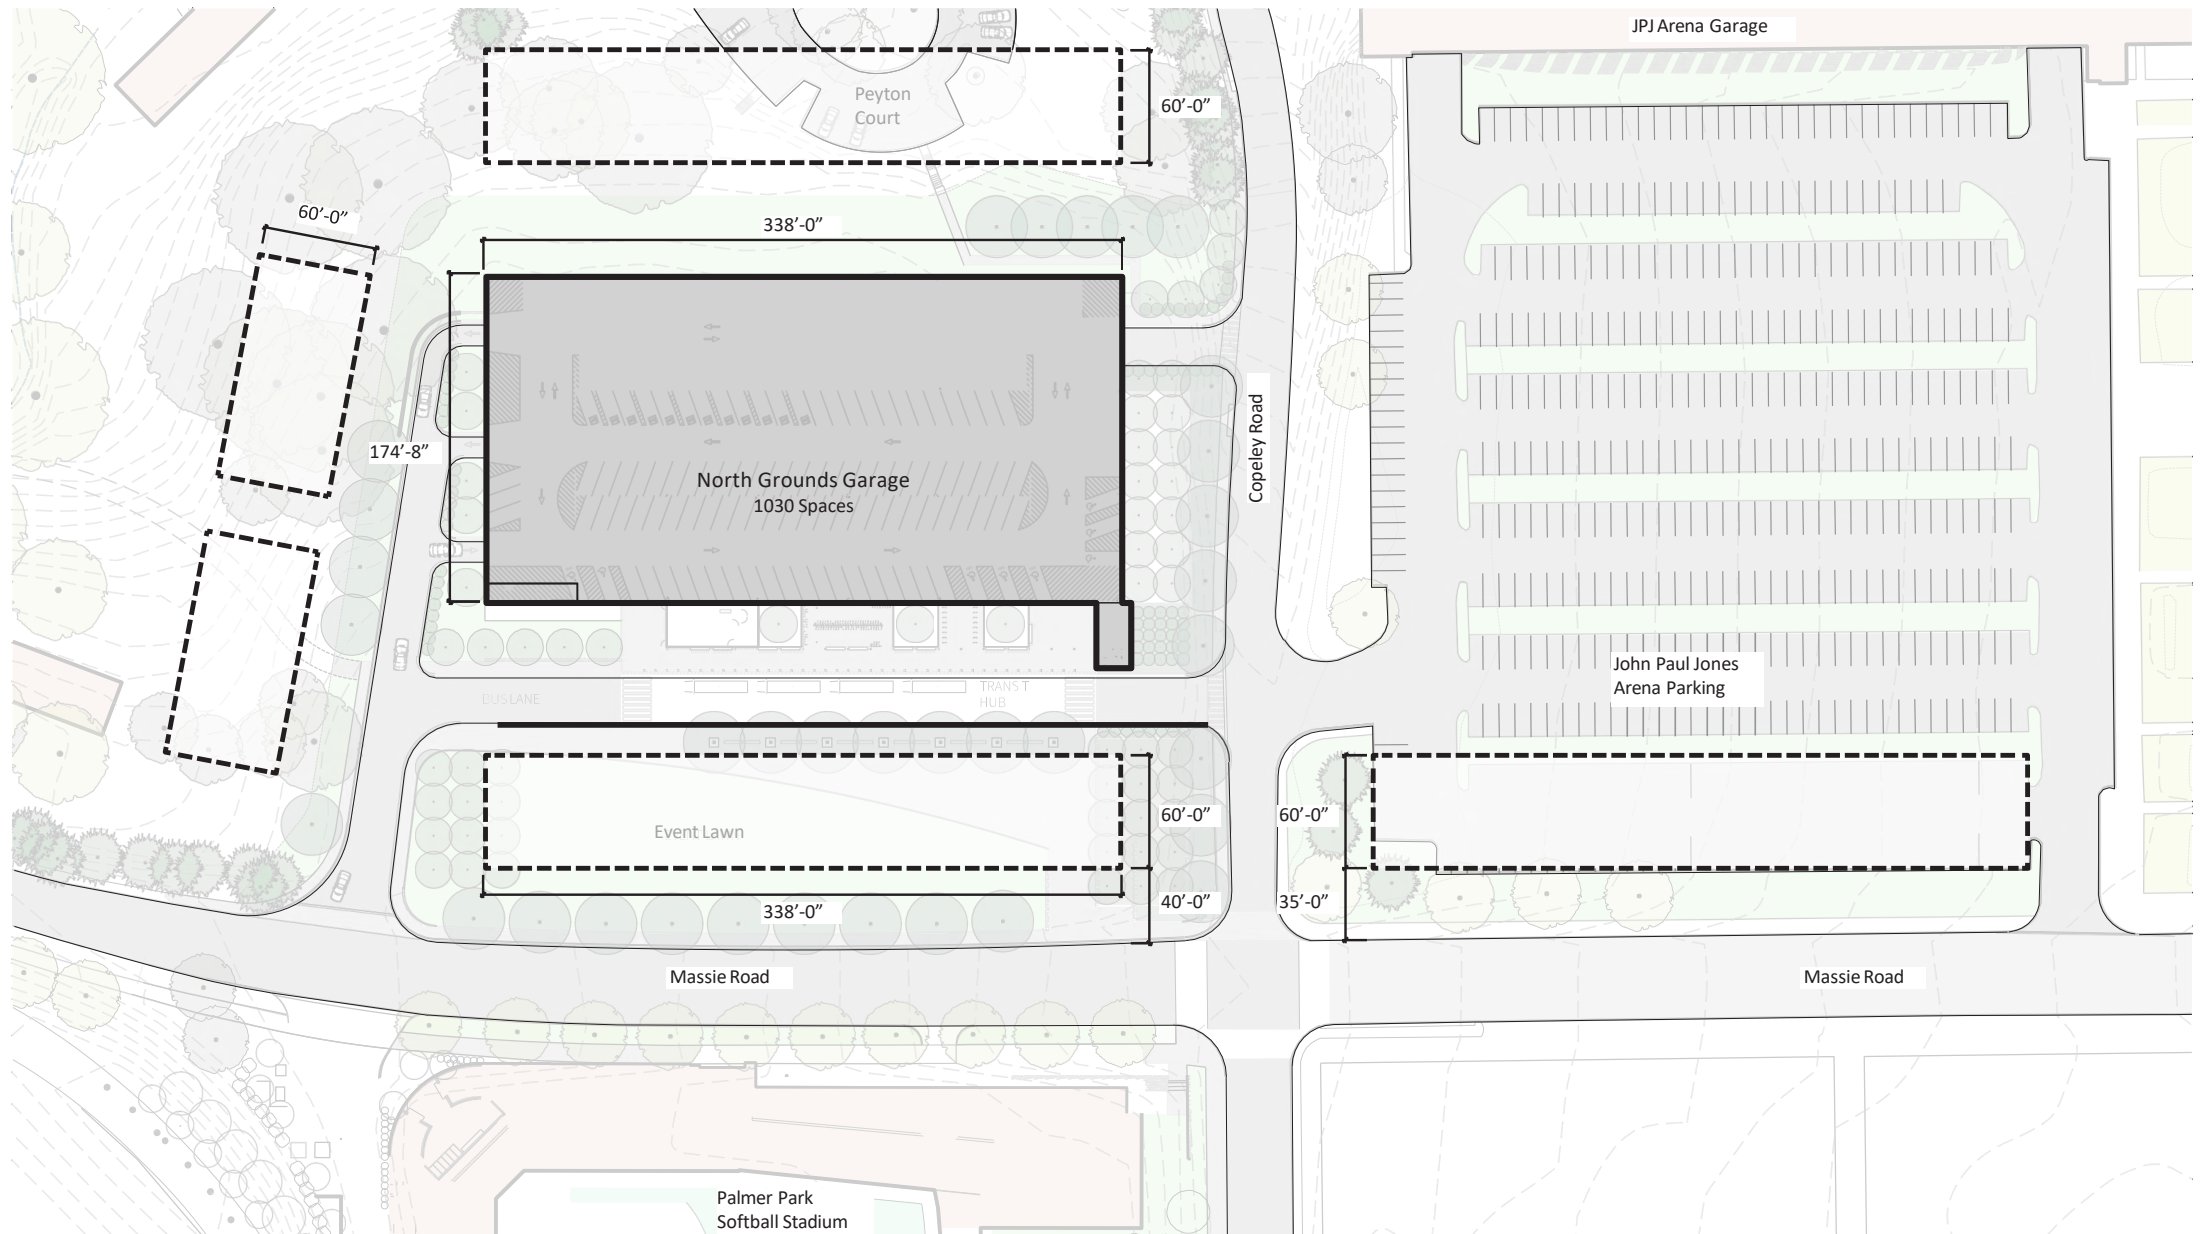 JPJ Arena Garage
Peyton
Court
60’-0”
60’-0”
338’-0”
174’-8”
North Grounds Garage
1030 Spaces
Copeley Road
John Paul Jones
Arena Parking
BUS LANE
TRANS T
HUB
60’-0”
60’-0”
Event Lawn
338’-0”
40’-0”
35’-0”
Massie Road
Massie Road
Palmer Park
Softball Stadium